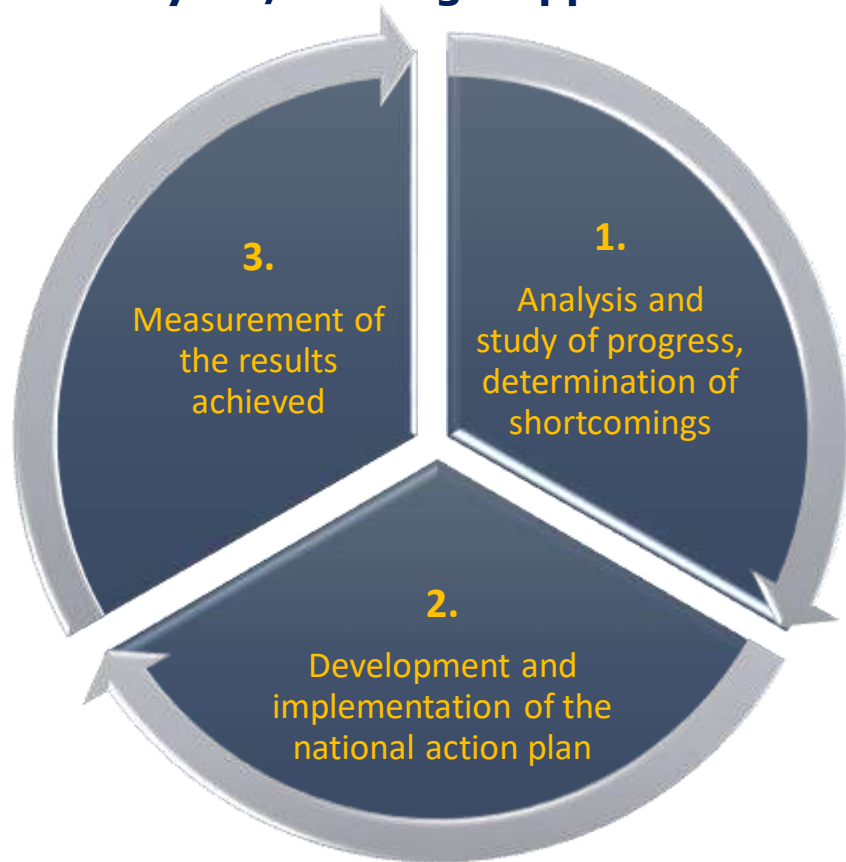 1.
Analysis and
study of progress,
determination of
shortcomings
2.
Development and
implementation of the
national action plan
3.
Measurement of
the results
achieved